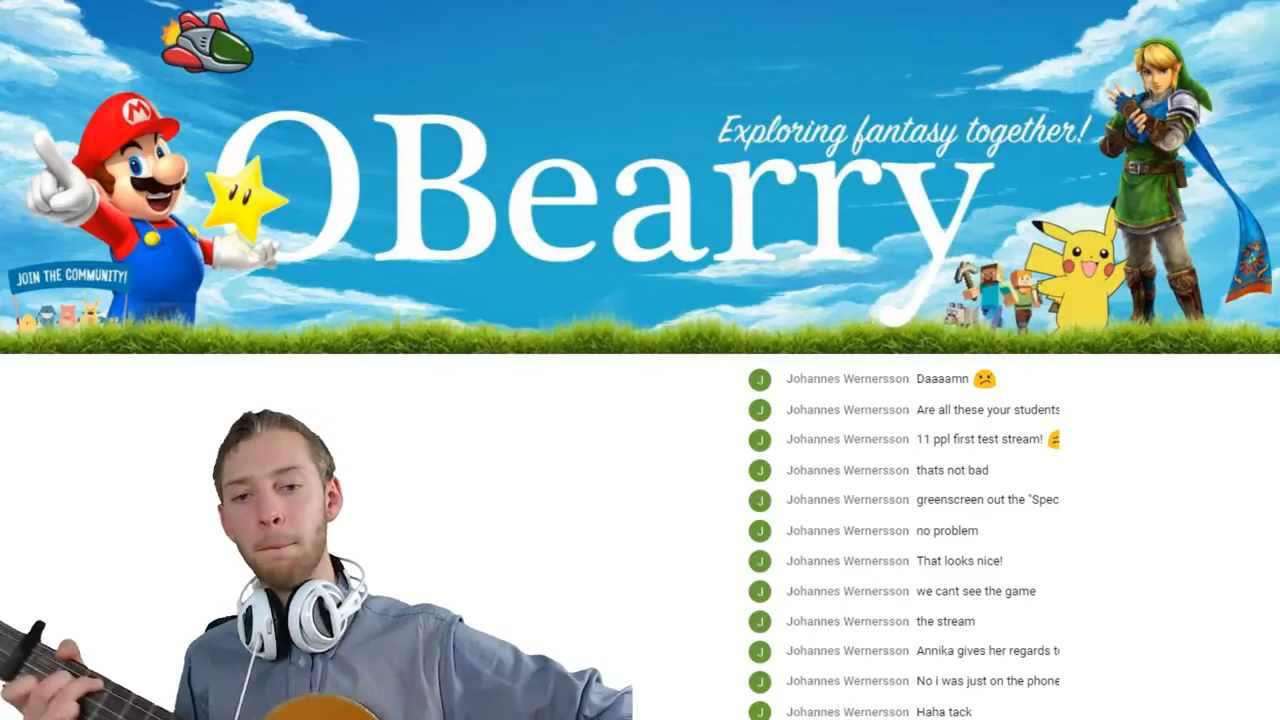 Exploring fantasy together!
OBearry
M
JOIN THE COMMUNITY!
J Johannes Wernersson Daaaamn
J Johannes Wernersson Are all these your students
J Johannes Wernersson 11 ppl first test stream!
J Johannes Wernersson thats not bad
J Johannes Wernersson greenscreen out the "Spec
J Johannes Wernersson no problem
J Johannes Wernersson That looks nice!
J Johannes Wernersson we cant see the game
J Johannes Wernersson the stream
J Johannes Wernersson Annika gives her regards to
J Johannes Wernersson No i was just on the phone
J Johannes Wernersson Haha tack